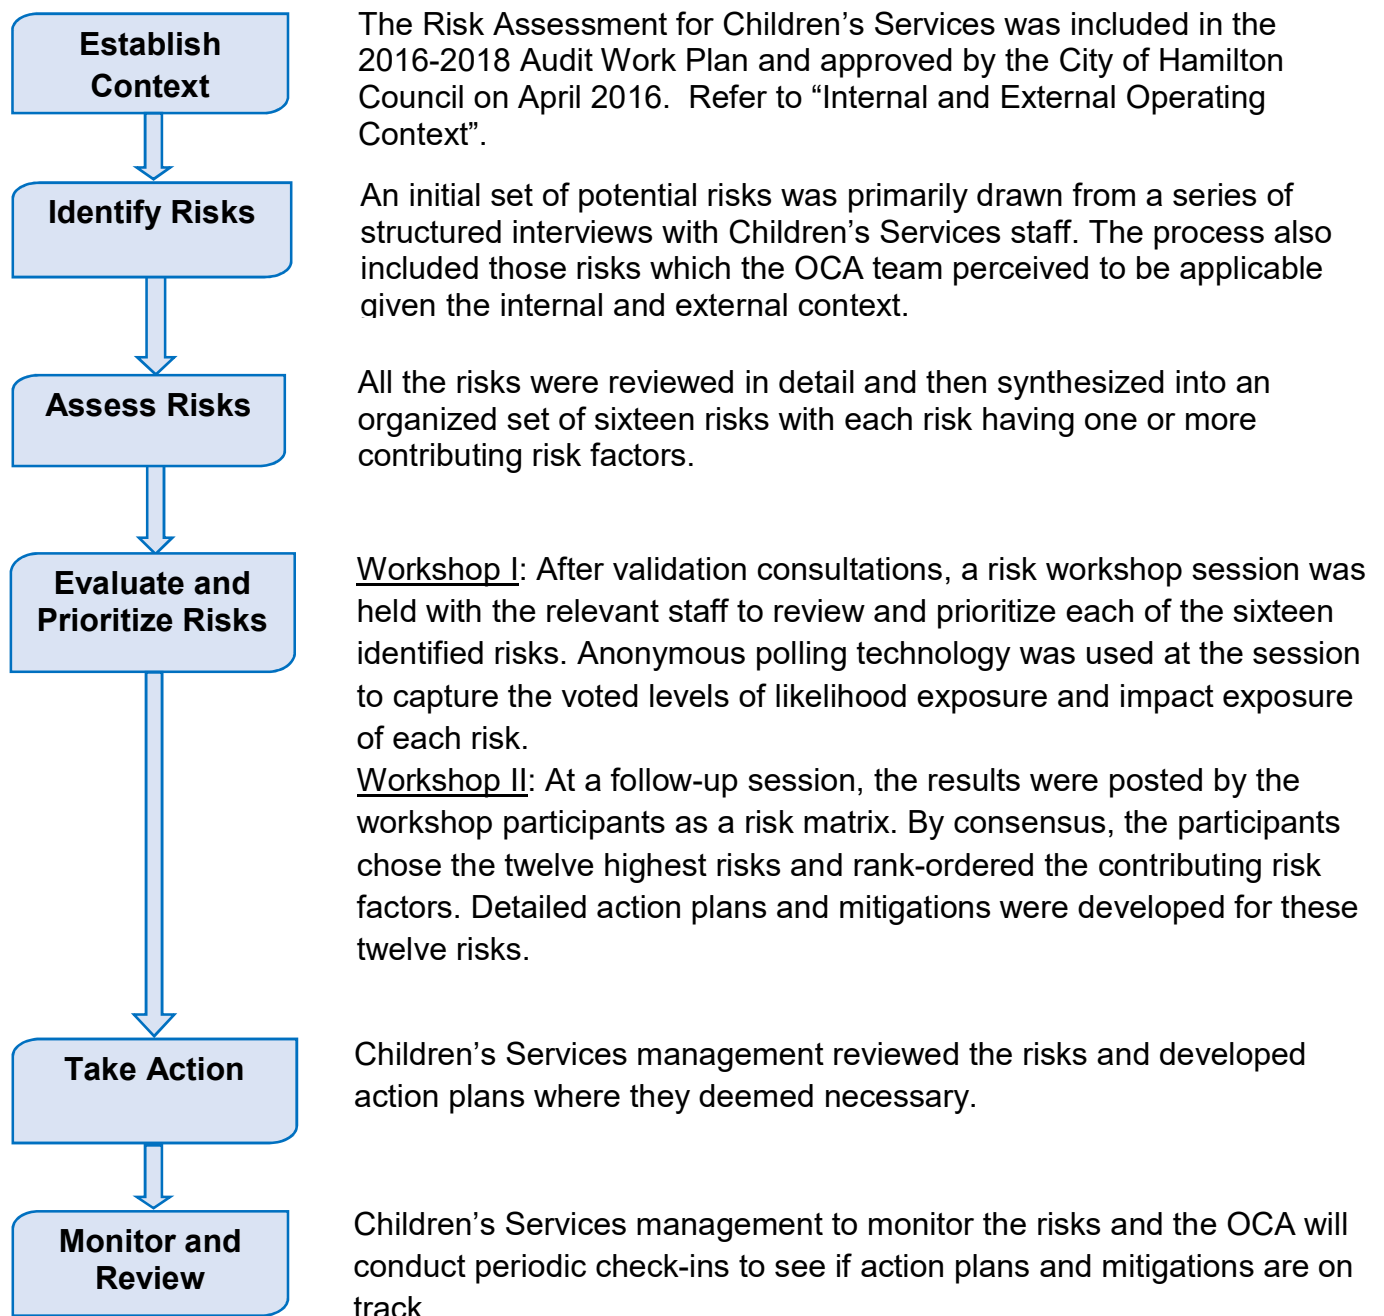 Establish
Context
The Risk Assessment for Children’s Services was included in the
2016-2018 Audit Work Plan and approved by the City of Hamilton
Council on April 2016.  Refer to “Internal and External Operating
Context”.
Identify Risks
An initial set of potential risks was primarily drawn from a series of
structured interviews with Children’s Services staff. The process also
included those risks which the OCA team perceived to be applicable
given the internal and external context.
Assess Risks
All the risks were reviewed in detail and then synthesized into an
organized set of sixteen risks with each risk having one or more
contributing risk factors.
Evaluate and
Prioritize Risks
Workshop I: After validation consultations, a risk workshop session was
held with the relevant staff to review and prioritize each of the sixteen
identified risks. Anonymous polling technology was used at the session
to capture the voted levels of likelihood exposure and impact exposure
of each risk.
Workshop II: At a follow-up session, the results were posted by the
workshop participants as a risk matrix. By consensus, the participants
chose the twelve highest risks and rank-ordered the contributing risk
factors. Detailed action plans and mitigations were developed for these
twelve risks.
Take Action
Children’s Services management reviewed the risks and developed
action plans where they deemed necessary.
Monitor and
Review
Children’s Services management to monitor the risks and the OCA will
conduct periodic check-ins to see if action plans and mitigations are on
track.